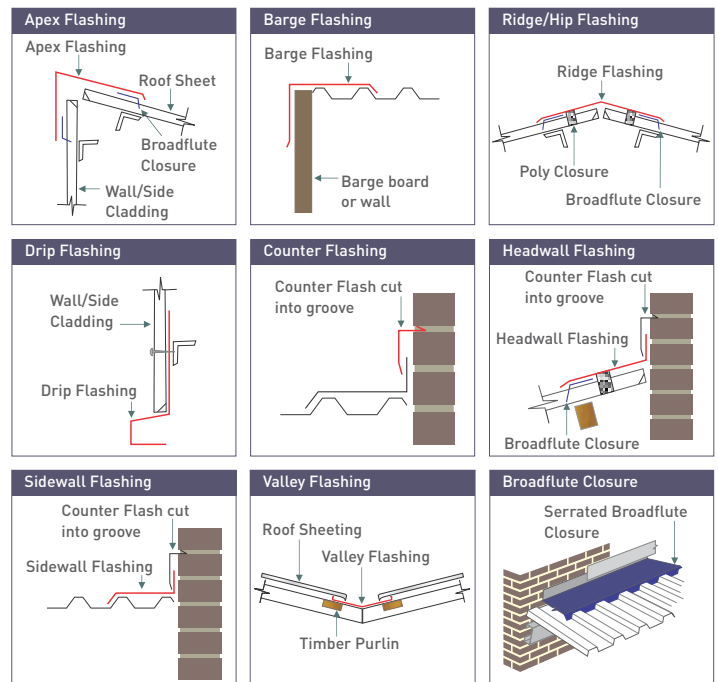 Apex Flashing
Apex Flashing
Roof Sheet
Broadflute
Closure
Wall/Side
Cladding
Barge Flashing
Barge Flashing
Barge board
or wall
Ridge/Hip Flashing
Ridge Flashing
Poly Closure
Broadflute Closure
Drip Flashing
Wall/Side
Cladding
Drip Flashing
Counter Flashing
Counter Flash cut
into groove
Headwall Flashing
Counter Flash cut
into groove
Headwall Flashing
Broadflute Closure
Sidewall Flashing
Counter Flash cut
into groove
Sidewall Flashing
Valley Flashing
Roof Sheeting
Valley Flashing
Timber Purlin
Broadflute Closure
Serrated Broadflute
Closure